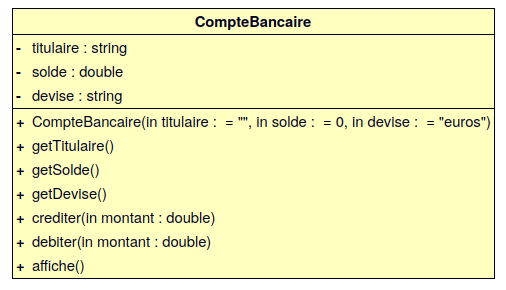 CompteBancaire
- titulaire : string
- solde : double
- devise : string
+ CompteBancaire(in titulaire :  = "", in solde :  = 0, in devise :  = "euros")
+ getTitulaire()
+ getSolde()
+ getDevise()
+ crediter(in montant : double)
+ debiter(in montant : double)
+ affiche()